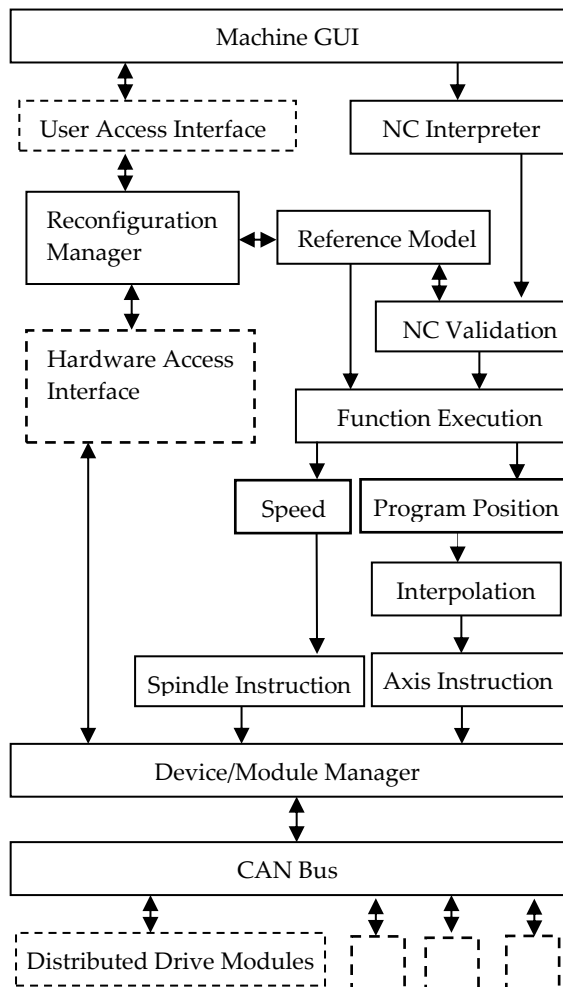 Machine GUI
User Access Interface
NC Interpreter
Reconfiguration
Manager
Reference Model
NC Validation
Hardware Access
Interface
Function Execution
Speed
Program Position
Interpolation
Spindle Instruction
Axis Instruction
Device/Module Manager
CAN Bus
Distributed Drive Modules